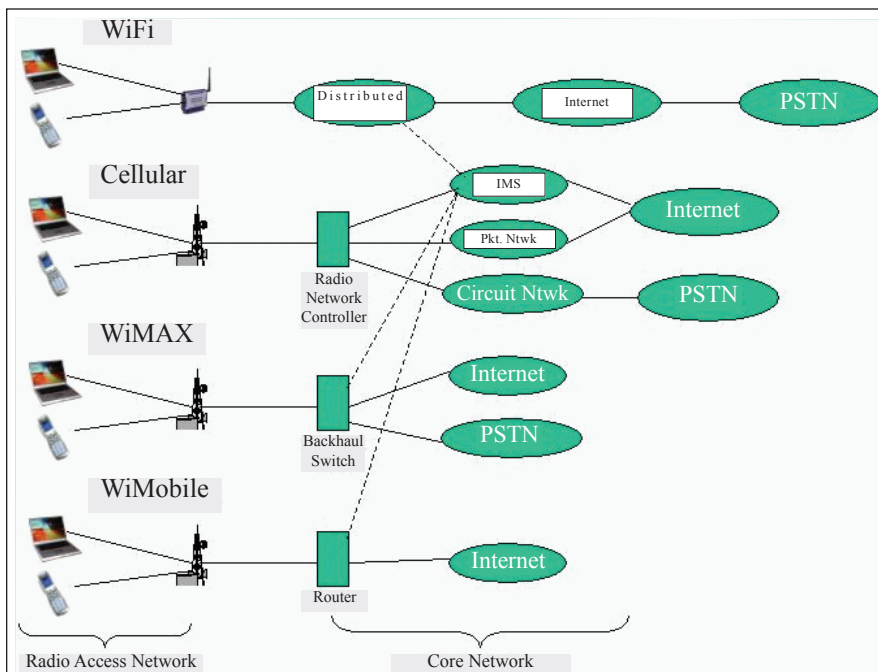 WiFi
Distributed
Internet
PSTN
Cellular
IMS
Internet
Pkt. Ntwk
Radio
Network
Controller
Circuit Ntwk
PSTN
WiMAX
Internet
Backhaul
Switch
PSTN
WiMobile
Internet
Router
Radio Access Network
Core Network